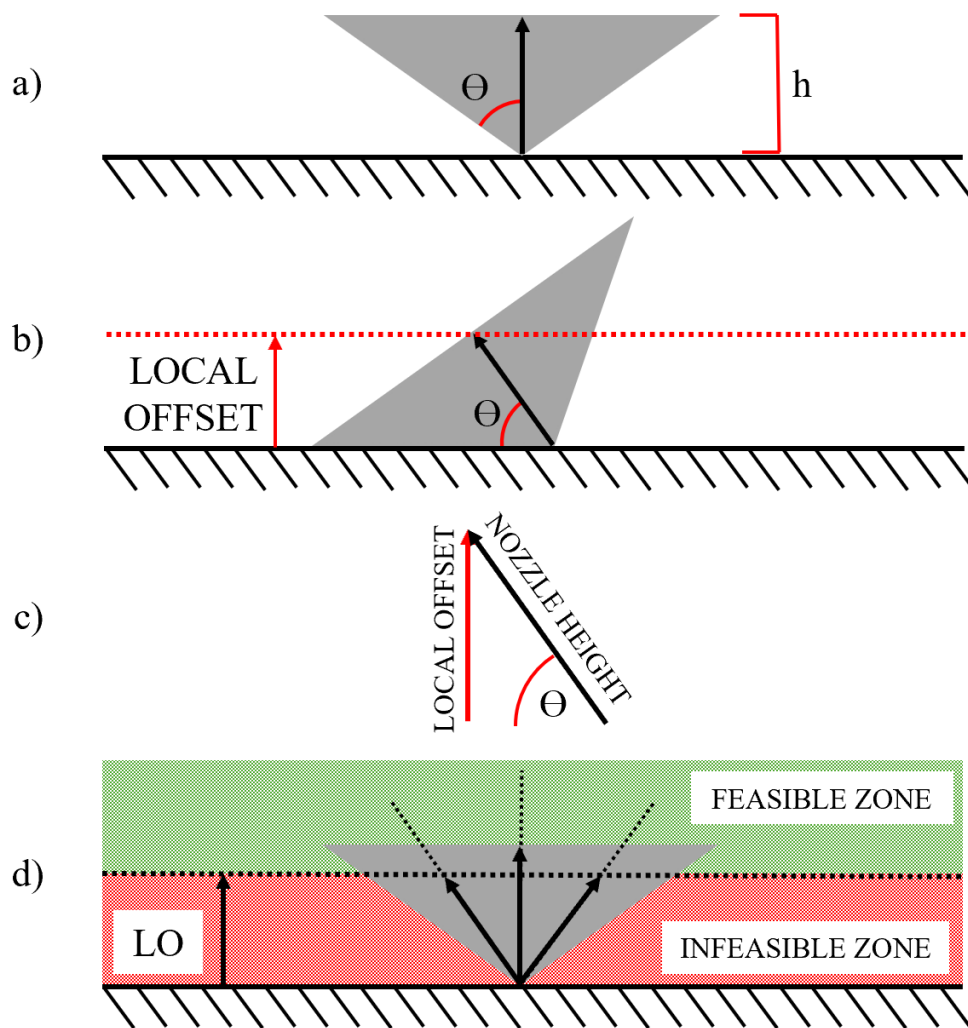 a)
Ө
h
b)
LOCAL
OFFSET
Ө
c)
LOCAL OFFSET
NOZZLE HEIGHT
Ө
FEASIBLE ZONE
d)
LO
INFEASIBLE ZONE